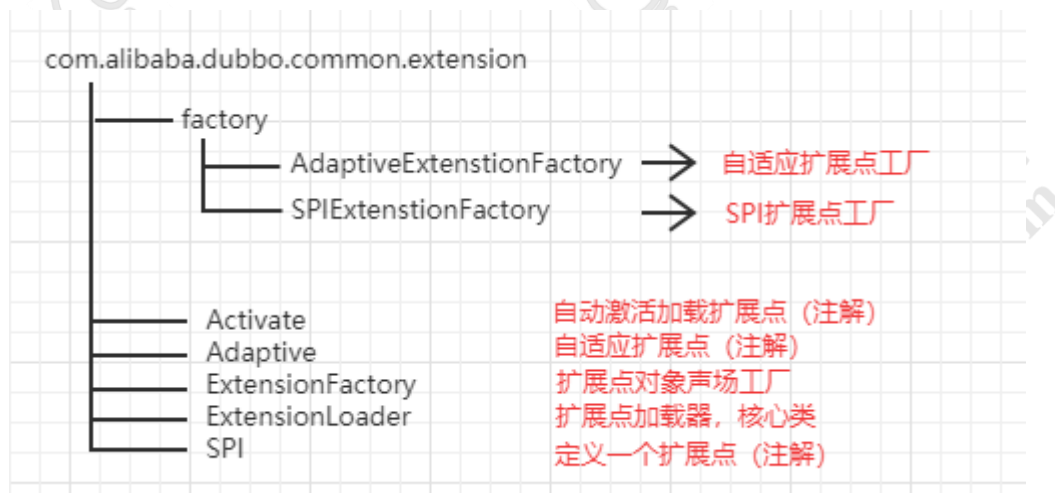 com.alibaba.dubbo.common.extension
factory
AdaptiveExtenstionFactory 自适应扩展点工厂
SPIExtenstionFactory SPI扩展点工厂
Activate 自动激活加载扩展点（注解）
Adaptive 自适应扩展点（注解）
ExtensionFactory 扩展点对象声场工厂
ExtensionLoader 扩展点加载器，核心类
SPI 定义一个扩展点（注解）